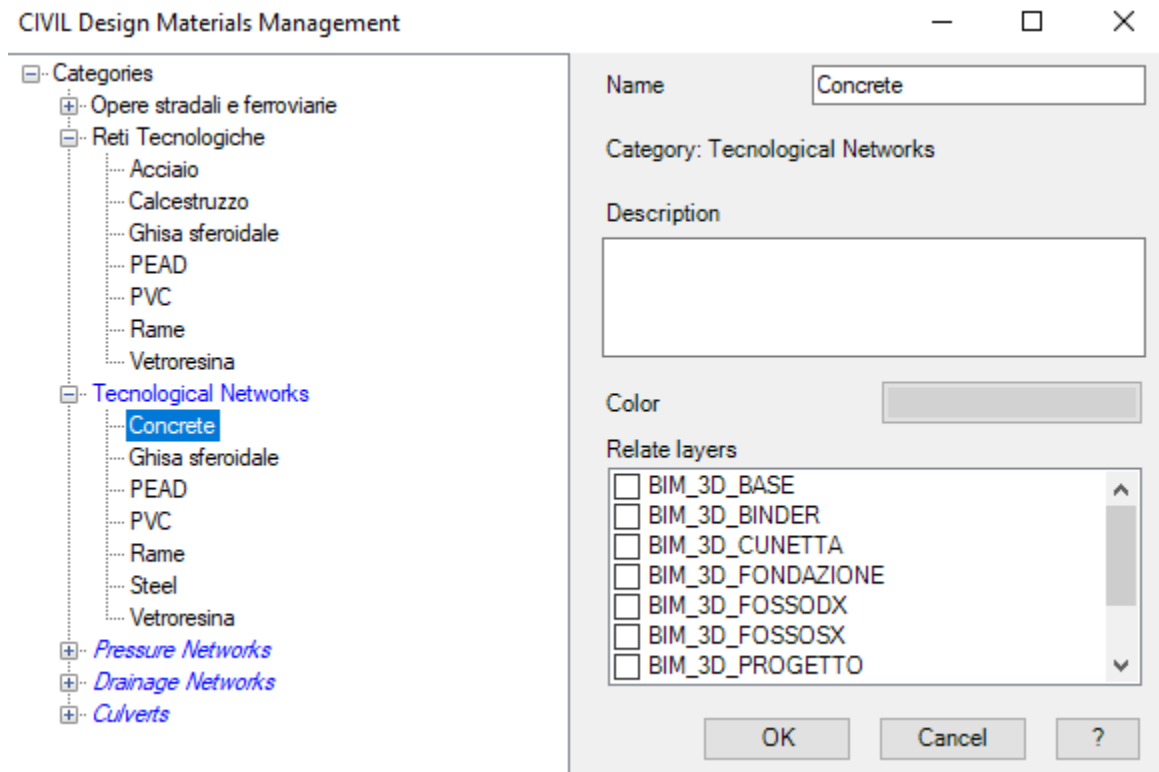 CIVIL Design Materials Management
Categories
Opere stradali e ferroviarie
Reti Tecnologiche
Acciaio
Calcestruzzo
Ghisa sferoidale
PEAD
PVC
Rame
Vetroresina
Tecnological Networks
Concrete
Ghisa sferoidale
PEAD
PVC
Rame
Steel
Vetroresina
Pressure Networks
Drainage Networks
Culverts
Name Concrete
Category: Tecnological Networks
Description
Color
Relate layers
BIM_3D_BASE
BIM_3D_BINDER
BIM_3D_CUNETTA
BIM_3D_FONDAZIONE
BIM_3D_FOSSODX
BIM_3D_FOSSOSX
BIM_3D_PROGETTO
OK Cancel ?